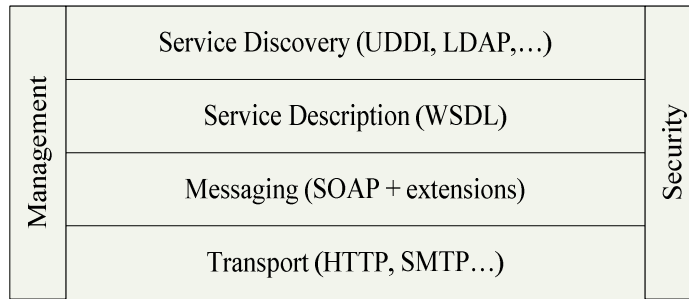 Management
Service Discovery (UDDI, LDAP,…)
Service Description (WSDL)
Messaging (SOAP + extensions)
Transport (HTTP, SMTP…)
Security